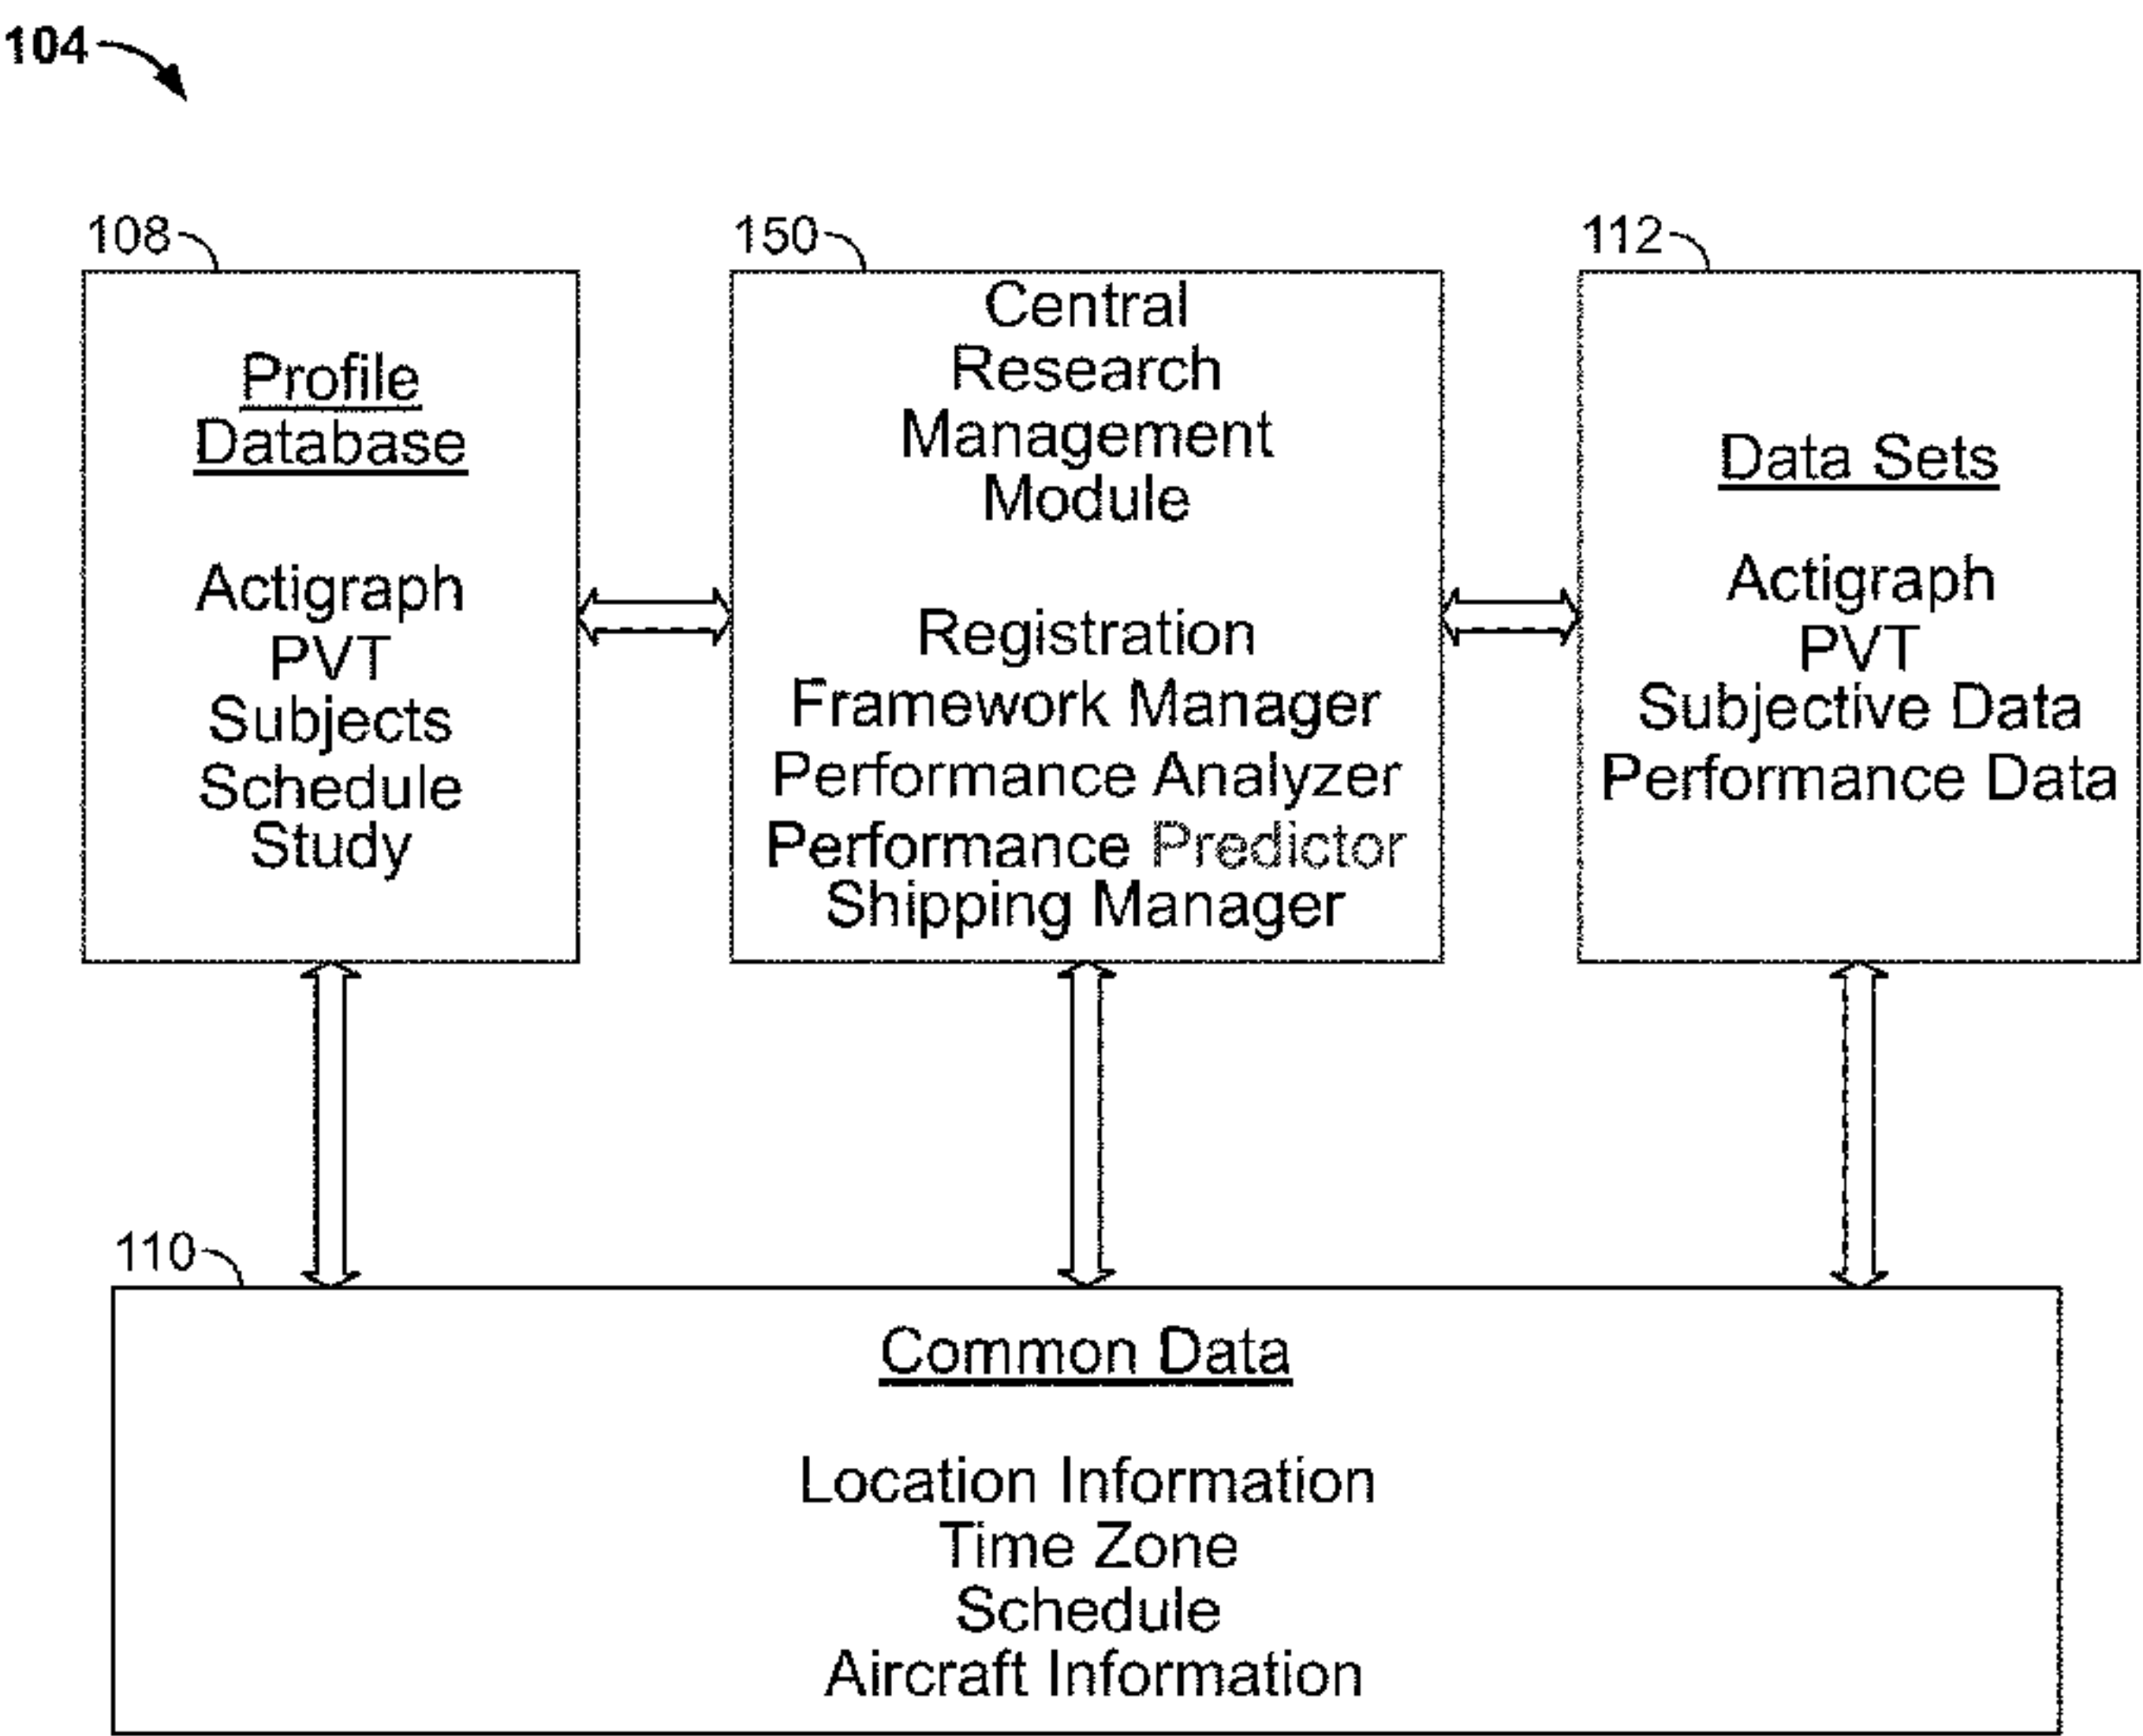 104
108
Profile
Database
Actigraph
PVT
Subjects
Schedule
Study
150
Central
Research
Management
Module
Registration
Framework Manager
Performance Analyzer
Performance Predictor
Shipping Manager
112
Data Sets
Actigraph
PVT
Subjective Data
Performance Data
110
Common Data
Location Information
Time Zone
Schedule
Aircraft Information